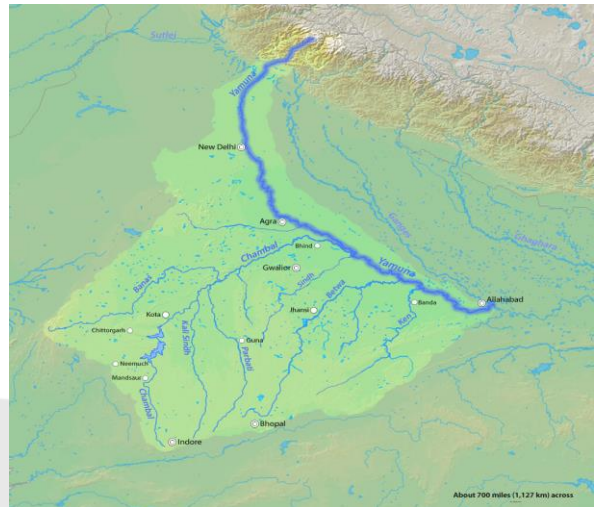 Sutlej
Yamuna
New Delhi
Agra
Ganges
Ghaghara
Bhind
Chambal
Gwalior
Yamuna
Banas
Sindh
Betwa
Allahabad
Kota
Jhansi
Banda
Chittorgarh
Kali Sindh
Parbati
Guna
Ken
Neemuch
Mandsaur
Chambal
Bhopal
Indore
About 700 miles (1,127 km) across